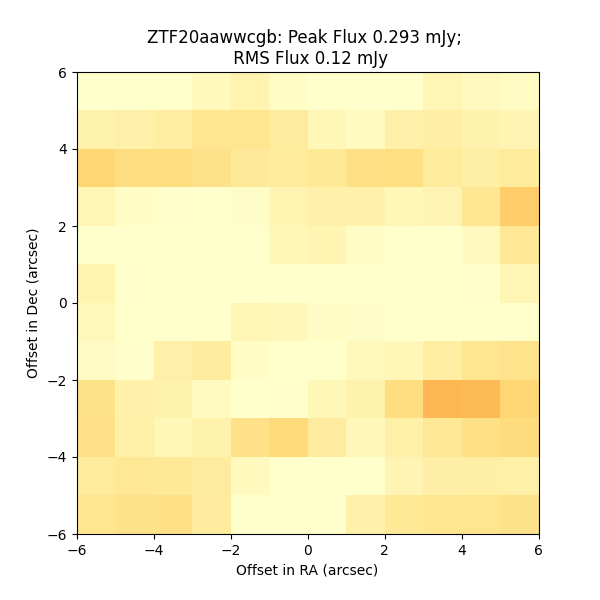 ZTF20aawwcgb: Peak Flux 0.293 mJy;
RMS Flux 0.12 mJy
6
4
2
0
−2
−4
−6
Offset in Dec (arcsec)
−6 −4 −2 0 2 4 6
Offset in RA (arcsec)